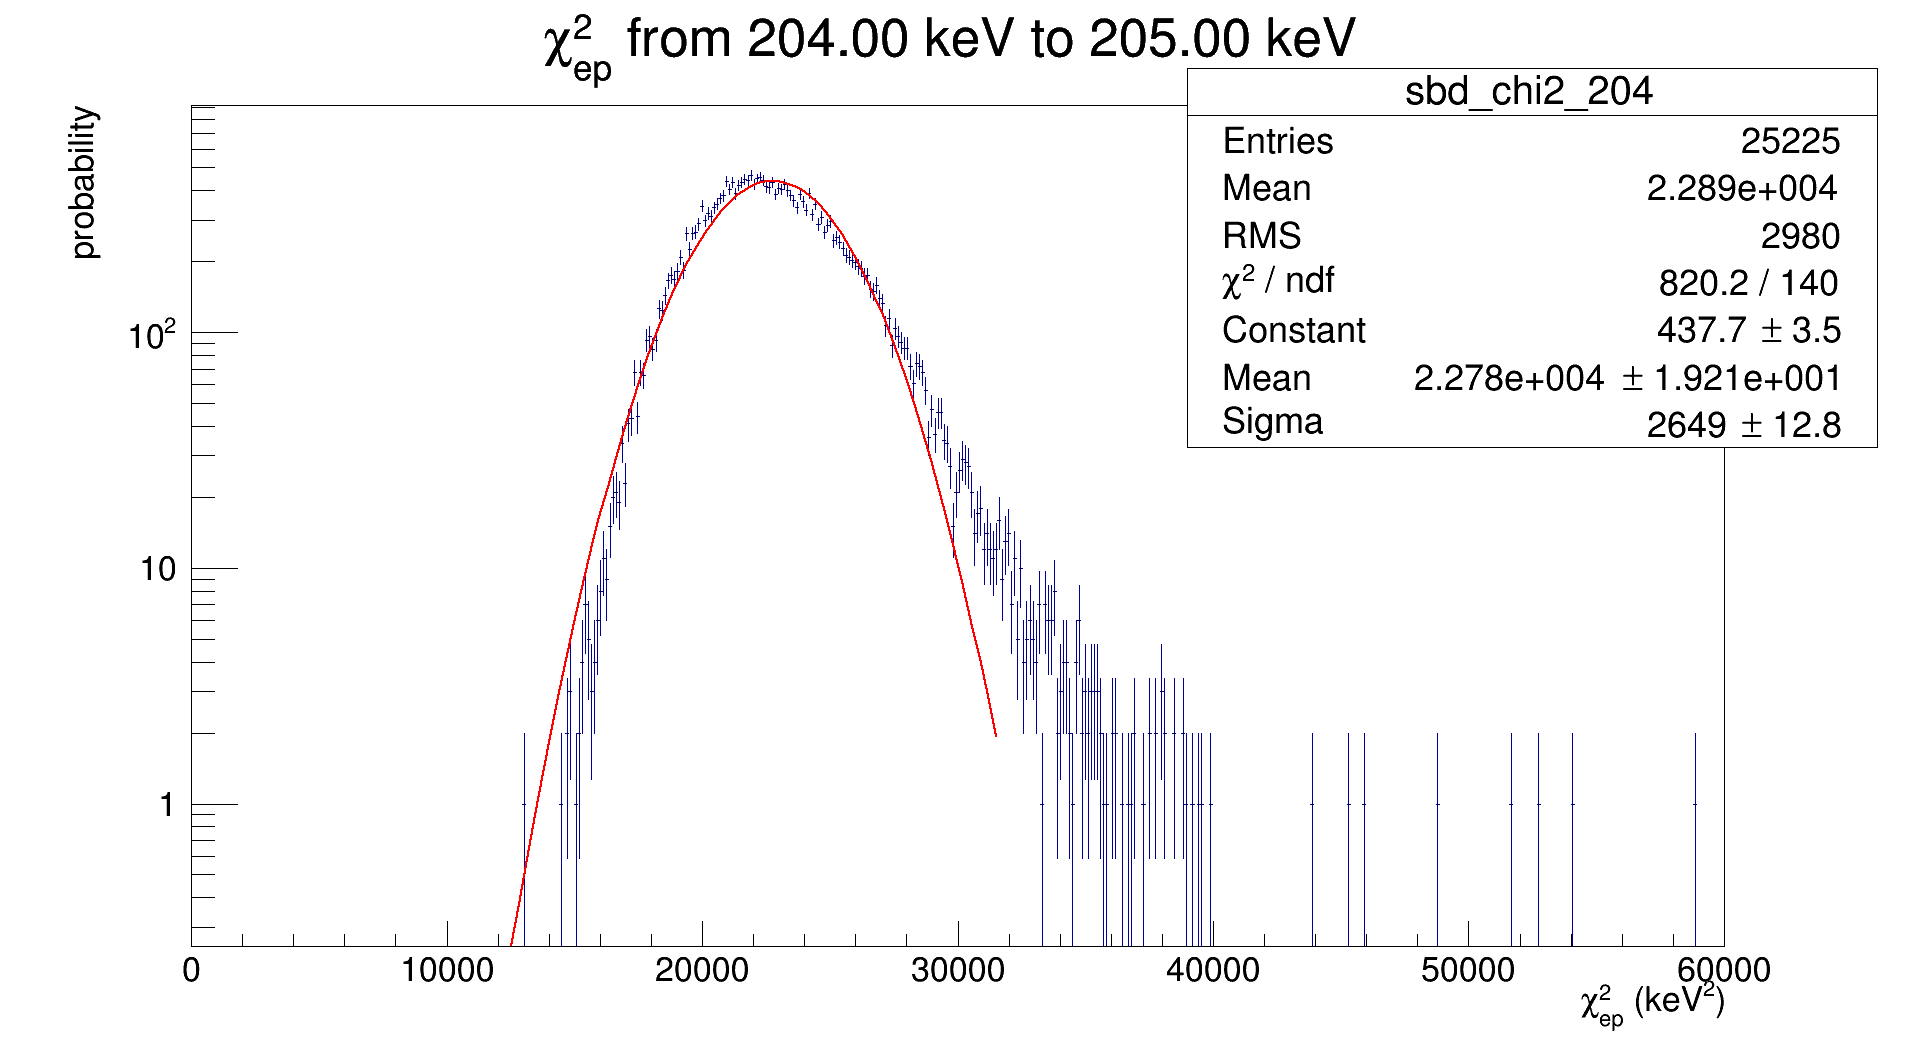 χ²ep from 204.00 keV to 205.00 keV
probability
sbd_chi2_204
Entries 25225
Mean 2.289e+004
RMS 2980
χ² / ndf 820.2 / 140
Constant 437.7 ± 3.5
Mean 2.278e+004 ± 1.921e+001
Sigma 2649 ± 12.8
10²
10
1
0 10000 20000 30000 40000 50000 60000
χ²ep (keV²)